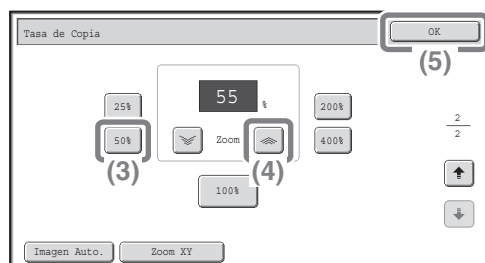 Tasa de Copia
OK
(5)
55 %
25%
200%
50%
Zoom
400%
(3)
(4)
100%
2
2
Imagen Auto.
Zoom XY